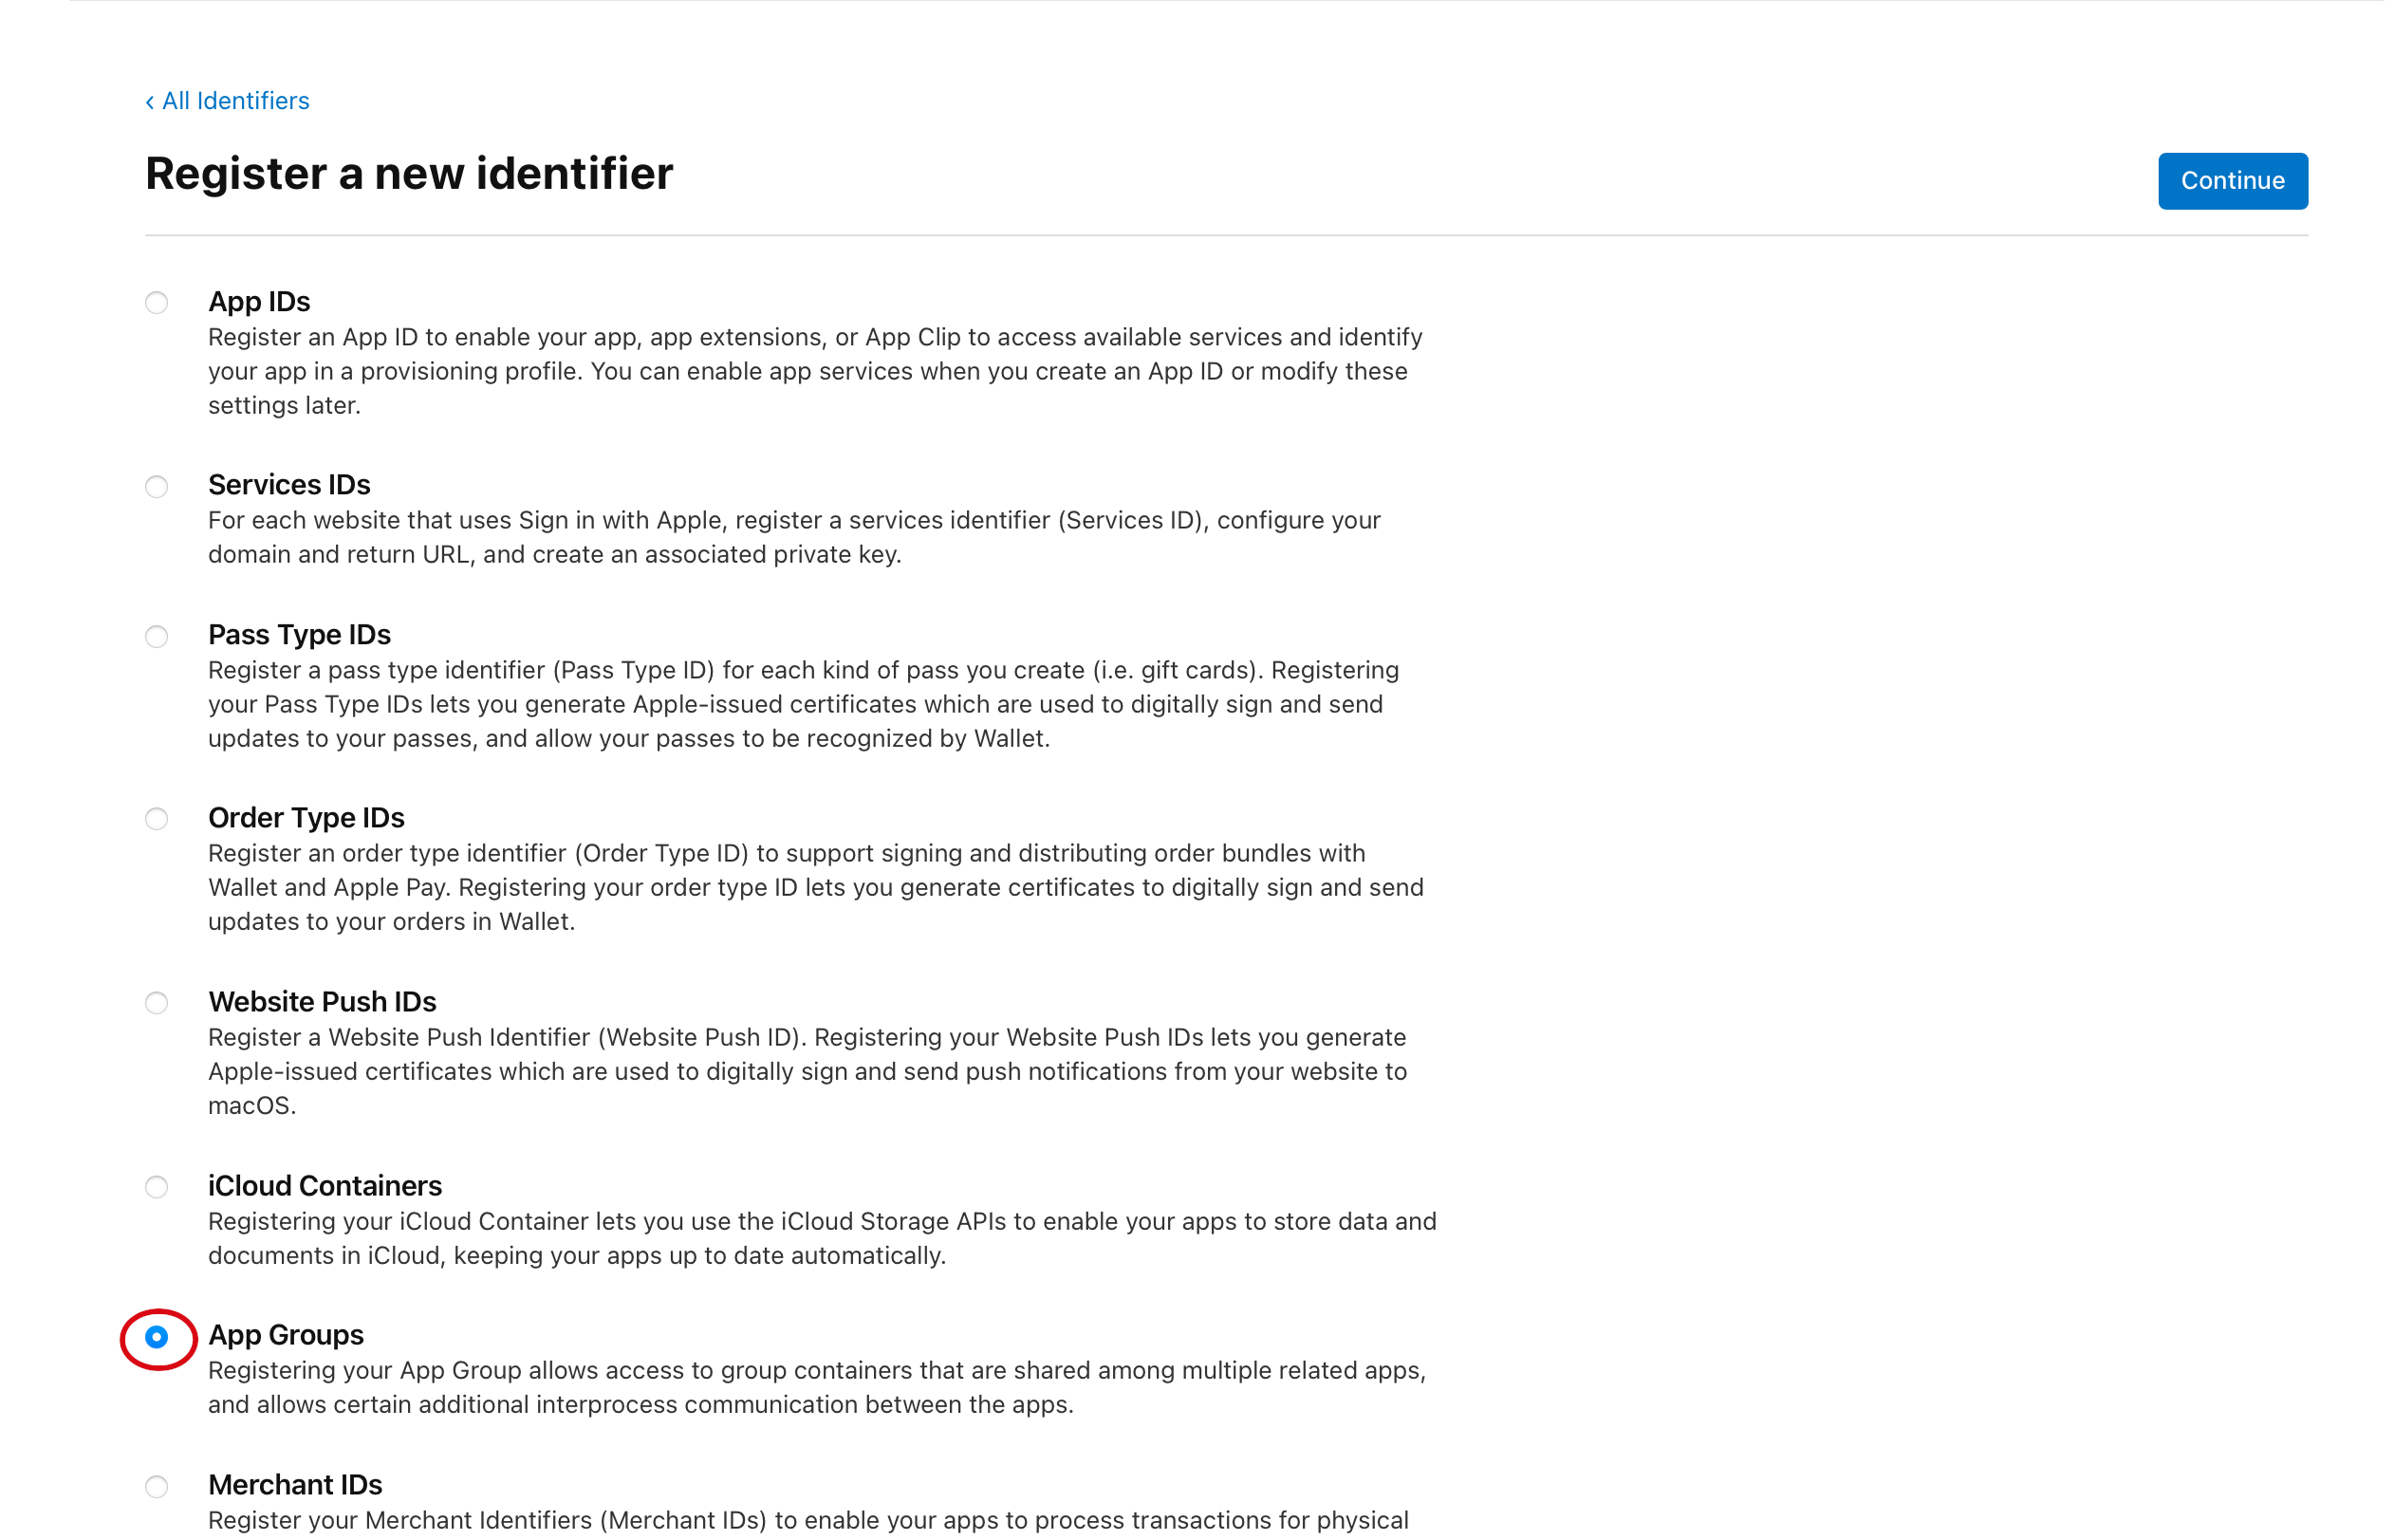 ‹ All Identifiers
Register a new identifier
Continue
App IDs
Register an App ID to enable your app, app extensions, or App Clip to access available services and identify
your app in a provisioning profile. You can enable app services when you create an App ID or modify these
settings later.
Services IDs
For each website that uses Sign in with Apple, register a services identifier (Services ID), configure your
domain and return URL, and create an associated private key.
Pass Type IDs
Register a pass type identifier (Pass Type ID) for each kind of pass you create (i.e. gift cards). Registering
your Pass Type IDs lets you generate Apple-issued certificates which are used to digitally sign and send
updates to your passes, and allow your passes to be recognized by Wallet.
Order Type IDs
Register an order type identifier (Order Type ID) to support signing and distributing order bundles with
Wallet and Apple Pay. Registering your order type ID lets you generate certificates to digitally sign and send
updates to your orders in Wallet.
Website Push IDs
Register a Website Push Identifier (Website Push ID). Registering your Website Push IDs lets you generate
Apple-issued certificates which are used to digitally sign and send push notifications from your website to
macOS.
iCloud Containers
Registering your iCloud Container lets you use the iCloud Storage APIs to enable your apps to store data and
documents in iCloud, keeping your apps up to date automatically.
App Groups
Registering your App Group allows access to group containers that are shared among multiple related apps,
and allows certain additional interprocess communication between the apps.
Merchant IDs
Register your Merchant Identifiers (Merchant IDs) to enable your apps to process transactions for physical